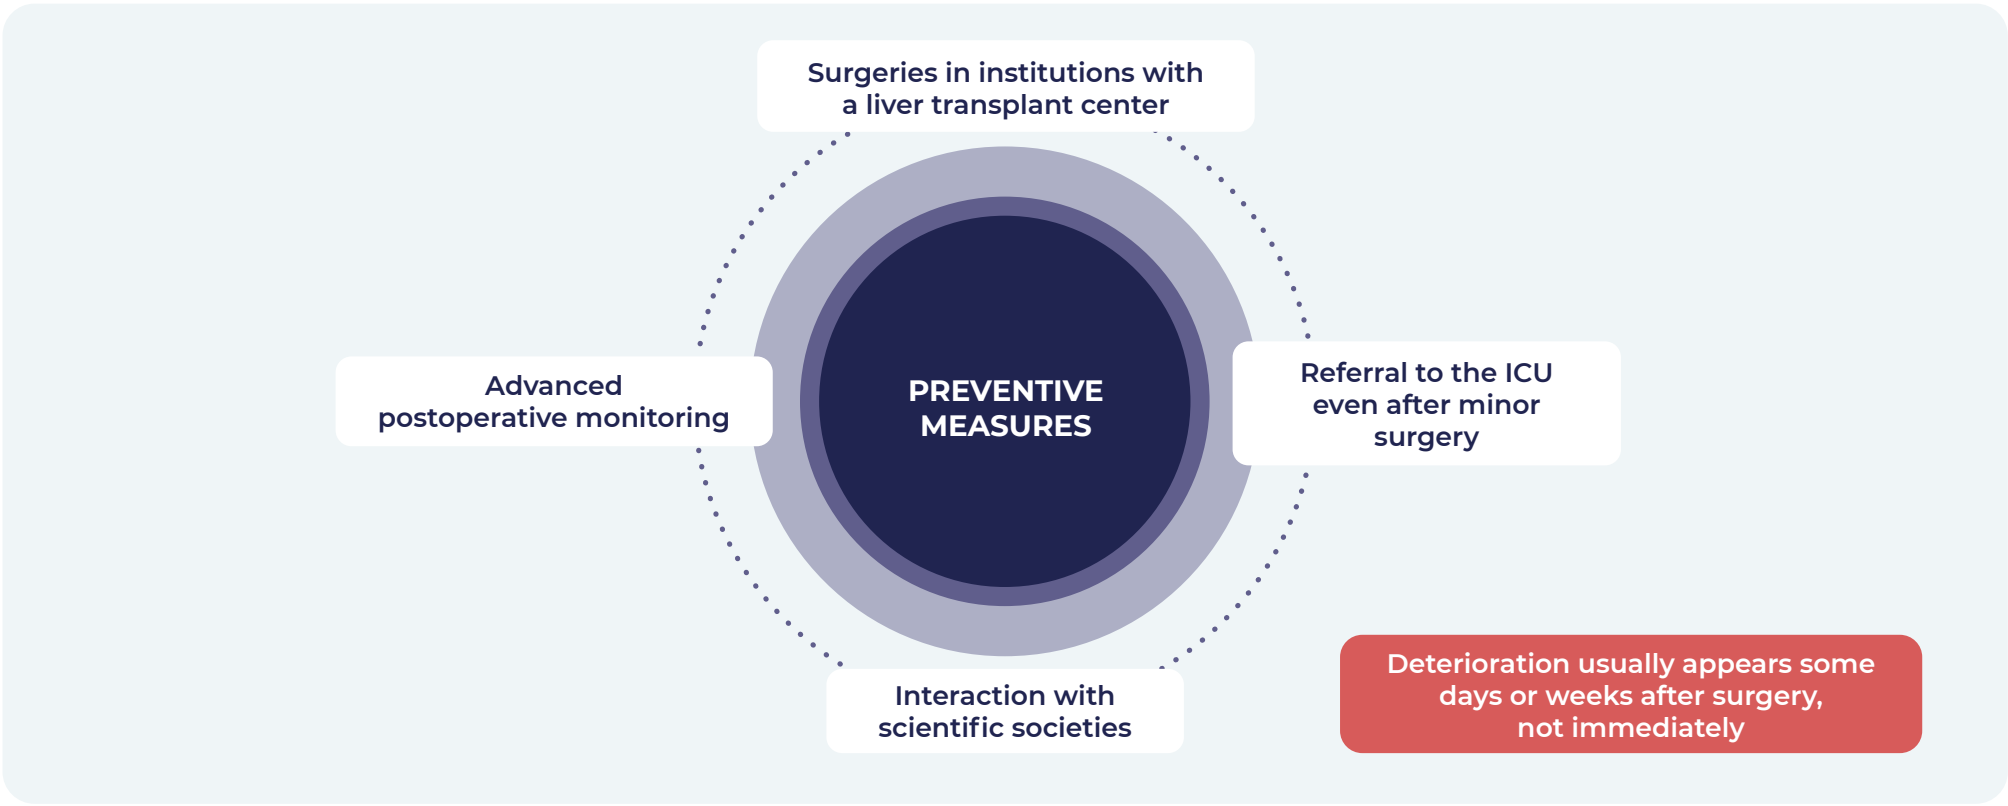 Surgeries in institutions with
a liver transplant center
Advanced
postoperative monitoring
PREVENTIVE
MEASURES
Referral to the ICU
even after minor
surgery
Interaction with
scientific societies
Deterioration usually appears some
days or weeks after surgery,
not immediately